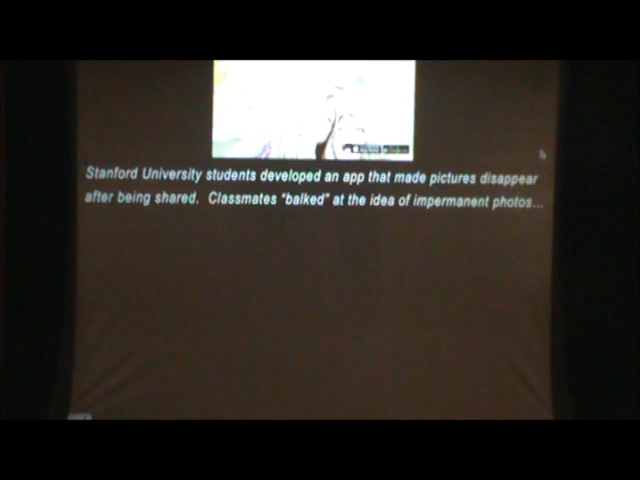 Stanford University students developed an app that made pictures disappear
after being shared.  Classmates “balked” at the idea of impermanent photos…